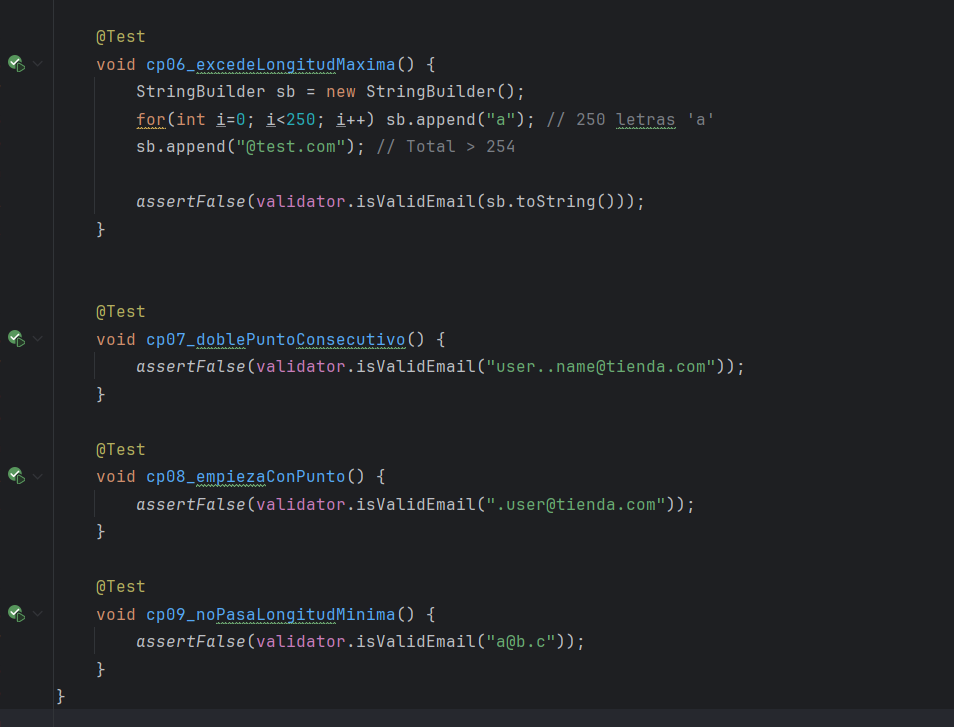 @Test
void cp06_excedeLongitudMaxima() {
StringBuilder sb = new StringBuilder();
for(int i=0; i<250; i++) sb.append("a"); // 250 letras 'a'
sb.append("@test.com"); // Total > 254
assertFalse(validator.isValidEmail(sb.toString()));
}
@Test
void cp07_doblePuntoConsecutivo() {
assertFalse(validator.isValidEmail("user..name@tienda.com"));
}
@Test
void cp08_empiezaConPunto() {
assertFalse(validator.isValidEmail(".user@tienda.com"));
}
@Test
void cp09_noPasaLongitudMinima() {
assertFalse(validator.isValidEmail("a@b.c"));
}
}